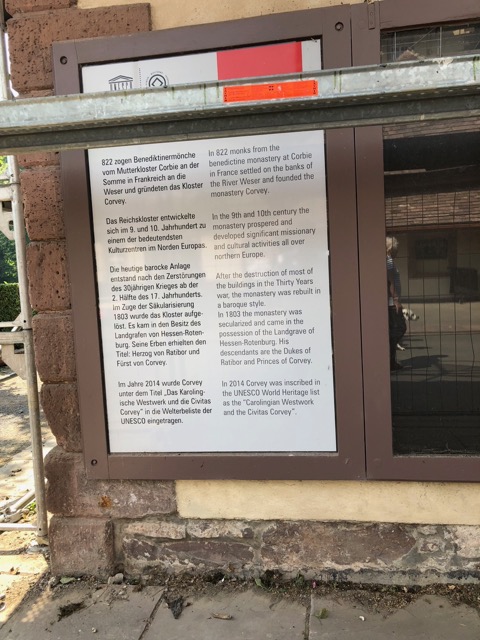 822 zogen Benediktinermönche
vom Mutterkloster Corbie an der
Somme in Frankreich an die
Weser und gründeten das Kloster
Corvey.
Das Reichskloster entwickelte
sich im 9. und 10. Jahrhundert zu
einem der bedeutendsten
Kulturzentren im Norden Europas.
Die heutige barocke Anlage
entstand nach den Zerstörungen
des 30jährigen Krieges ab der
2. Hälfte des 17. Jahrhunderts.
Im Zuge der Säkularisierung
1803 wurde das Kloster aufge-
löst. Es kam in den Besitz des
Landgrafen von Hessen-Roten-
burg. Seine Erben erhielten den
Titel: Herzog von Ratibor und
Fürst von Corvey.
Im Jahre 2014 wurde Corvey
unter dem Titel „Das Karoling-
ische Westwerk und die Civitas
Corvey" in die Welterbeliste der
UNESCO eingetragen.
In 822 monks from the
benedictine monastery at Corbie
in France settled on the banks of
the River Weser and founded the
monastery Corvey.
In the 9th and 10th century the
monastery prospered and
developed significant missionary
and cultural activities all over
northern Europe.
After the destruction of most of
the buildings in the Thirty Years
war, the monastery was rebuilt in
a baroque style.
In 1803 the monastery was
secularized and came in the
possession of the Landgrave of
Hessen-Rotenburg. His
descendants are the Dukes of
Ratibor and Princes of Corvey.
In 2014 Corvey was inscribed in
the UNESCO World Heritage list
as the "Carolingian Westwork
and the Civitas Corvey".